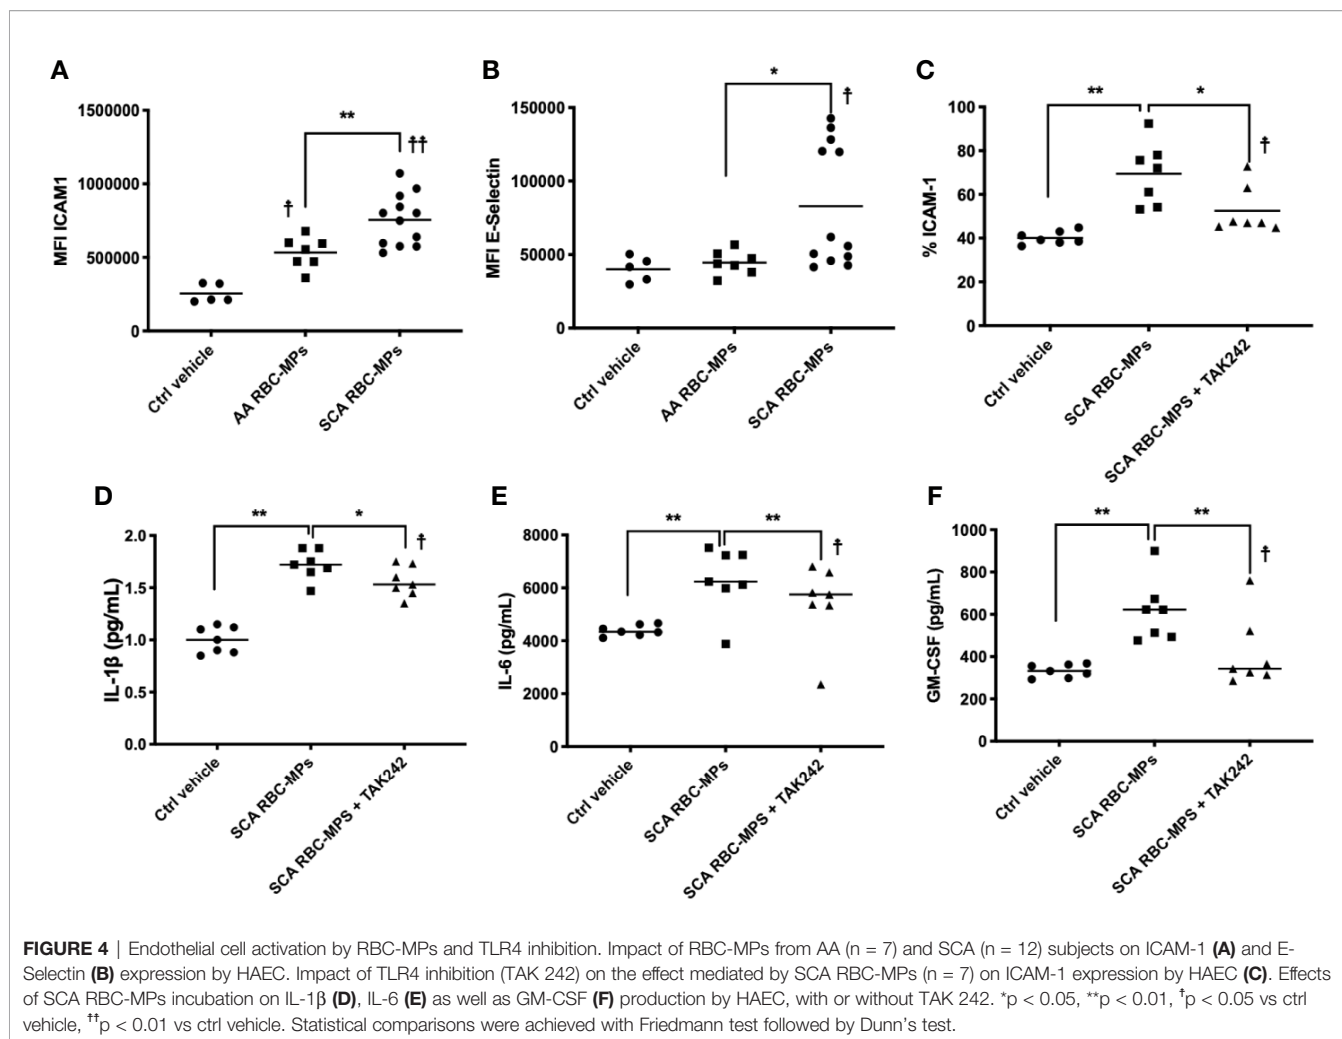 A
MFI ICAM1
1500000
1000000
500000
0
**
†
††
Ctrl vehicle
AA RBC-MPs
SCA RBC-MPs
B
MFI E-Selectin
150000
100000
50000
0
*
†
Ctrl vehicle
AA RBC-MPs
SCA RBC-MPs
C
% ICAM-1
100
80
60
40
20
0
**
*
†
Ctrl vehicle
SCA RBC-MPs
SCA RBC-MPS + TAK242
D
IL-1β (pg/mL)
2.0
1.5
1.0
0.5
0.0
**
*
†
Ctrl vehicle
SCA RBC-MPs
SCA RBC-MPS + TAK242
E
IL-6 (pg/mL)
8000
6000
4000
2000
0
**
**
†
Ctrl vehicle
SCA RBC-MPs
SCA RBC-MPS + TAK242
F
GM-CSF (pg/mL)
1000
800
600
400
200
0
**
**
†
Ctrl vehicle
SCA RBC-MPs
SCA RBC-MPS + TAK242
FIGURE 4 | Endothelial cell activation by RBC-MPs and TLR4 inhibition. Impact of RBC-MPs from AA (n = 7) and SCA (n = 12) subjects on ICAM-1 (A) and E-
Selectin (B) expression by HAEC. Impact of TLR4 inhibition (TAK 242) on the effect mediated by SCA RBC-MPs (n = 7) on ICAM-1 expression by HAEC (C). Effects
of SCA RBC-MPs incubation on IL-1β (D), IL-6 (E) as well as GM-CSF (F) production by HAEC, with or without TAK 242. *p < 0.05, **p < 0.01, †p < 0.05 vs ctrl
vehicle, ††p < 0.01 vs ctrl vehicle. Statistical comparisons were achieved with Friedmann test followed by Dunn's test.